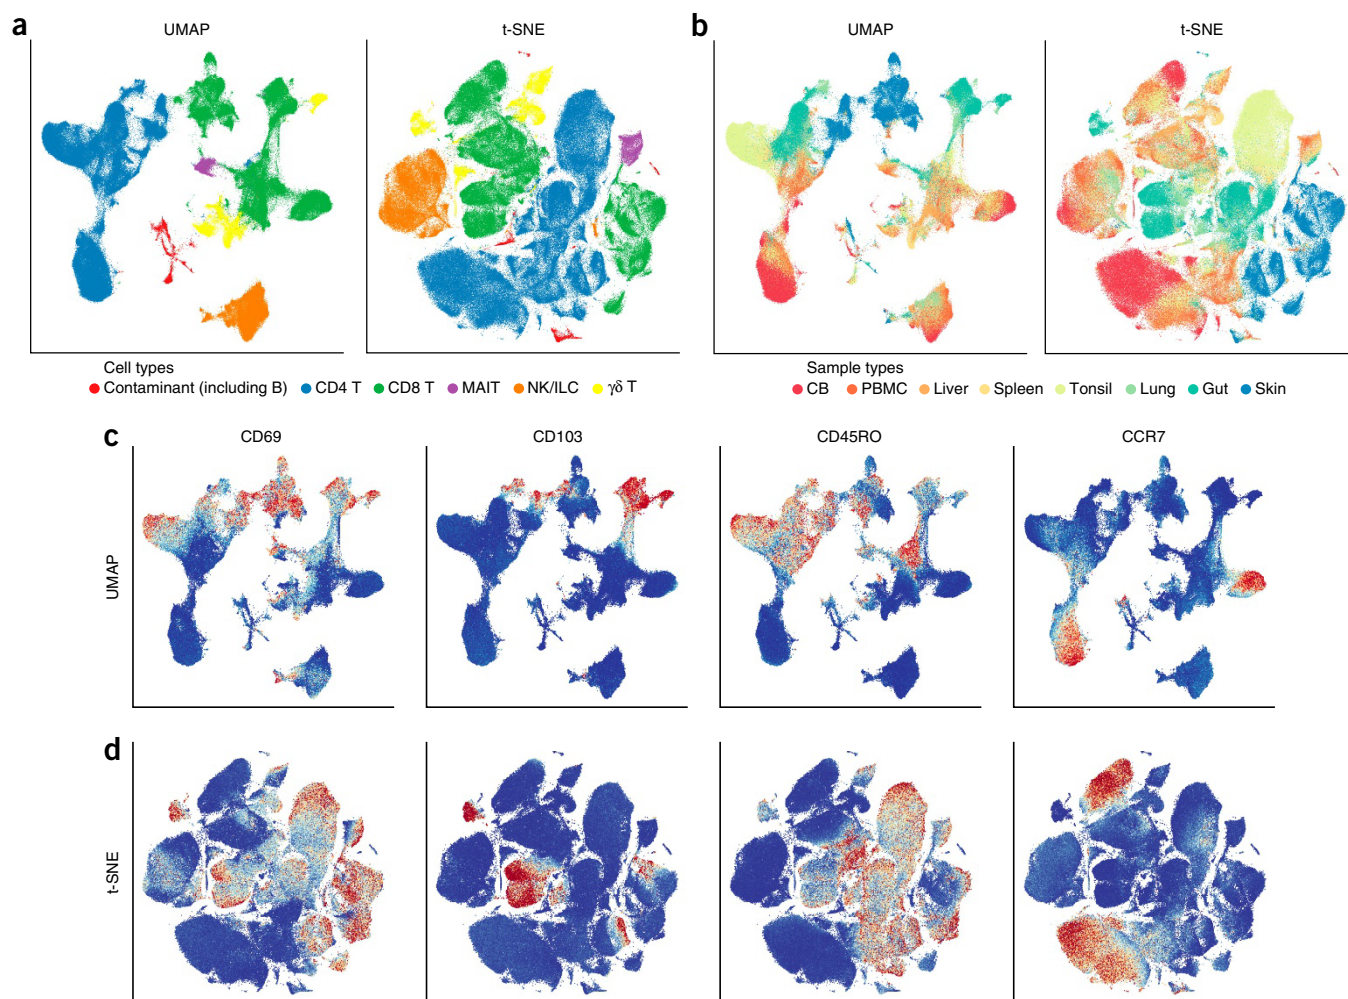 a
UMAP
t-SNE
b
UMAP
t-SNE
Cell types
Contaminant (including B)
CD4 T
CD8 T
MAIT
NK/ILC
γδ T
Sample types
CB
PBMC
Liver
Spleen
Tonsil
Lung
Gut
Skin
c
CD69
CD103
CD45RO
CCR7
UMAP
d
t-SNE